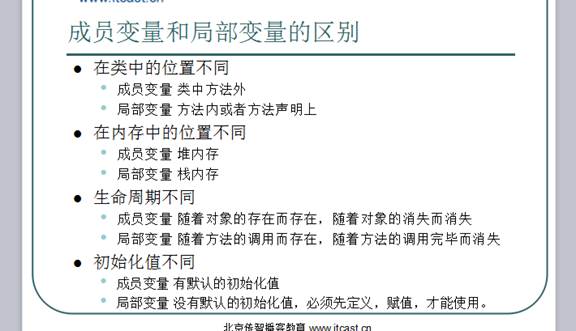 www.itcast.cn
成员变量和局部变量的区别
● 在类中的位置不同
• 成员变量 类中方法外
• 局部变量 方法内或者方法声明上
● 在内存中的位置不同
• 成员变量 堆内存
• 局部变量 栈内存
● 生命周期不同
• 成员变量 随着对象的存在而存在，随着对象的消失而消失
• 局部变量 随着方法的调用而存在，随着方法的调用完毕而消失
● 初始化值不同
• 成员变量 有默认的初始化值
• 局部变量 没有默认的初始化值，必须先定义，赋值，才能使用。
北京传智播客教育 www.itcast.cn